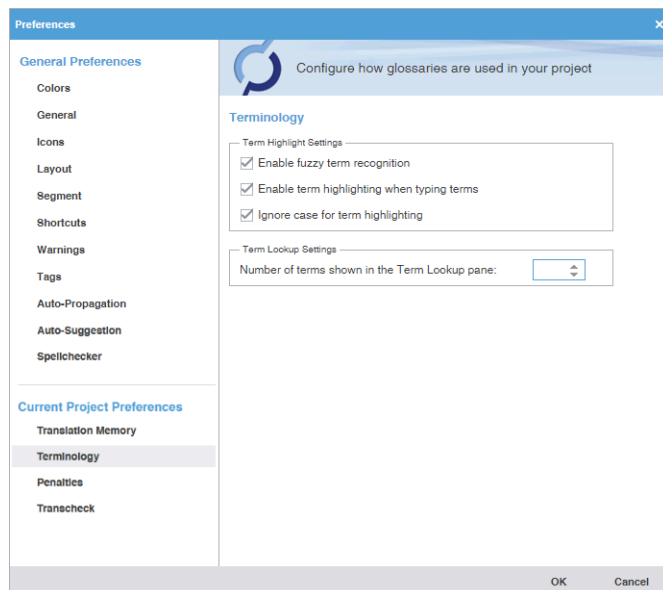 Preferences
General Preferences
Colors
General
Icons
Layout
Segment
Shortcuts
Warnings
Tags
Auto-Propagation
Auto-Suggestion
Spellchecker
Current Project Preferences
Translation Memory
Terminology
Penalties
Transcheck
Configure how glossaries are used in your project
Terminology
Term Highlight Settings
Enable fuzzy term recognition
Enable term highlighting when typing terms
Ignore case for term highlighting
Term Lookup Settings
Number of terms shown in the Term Lookup pane:
OK Cancel